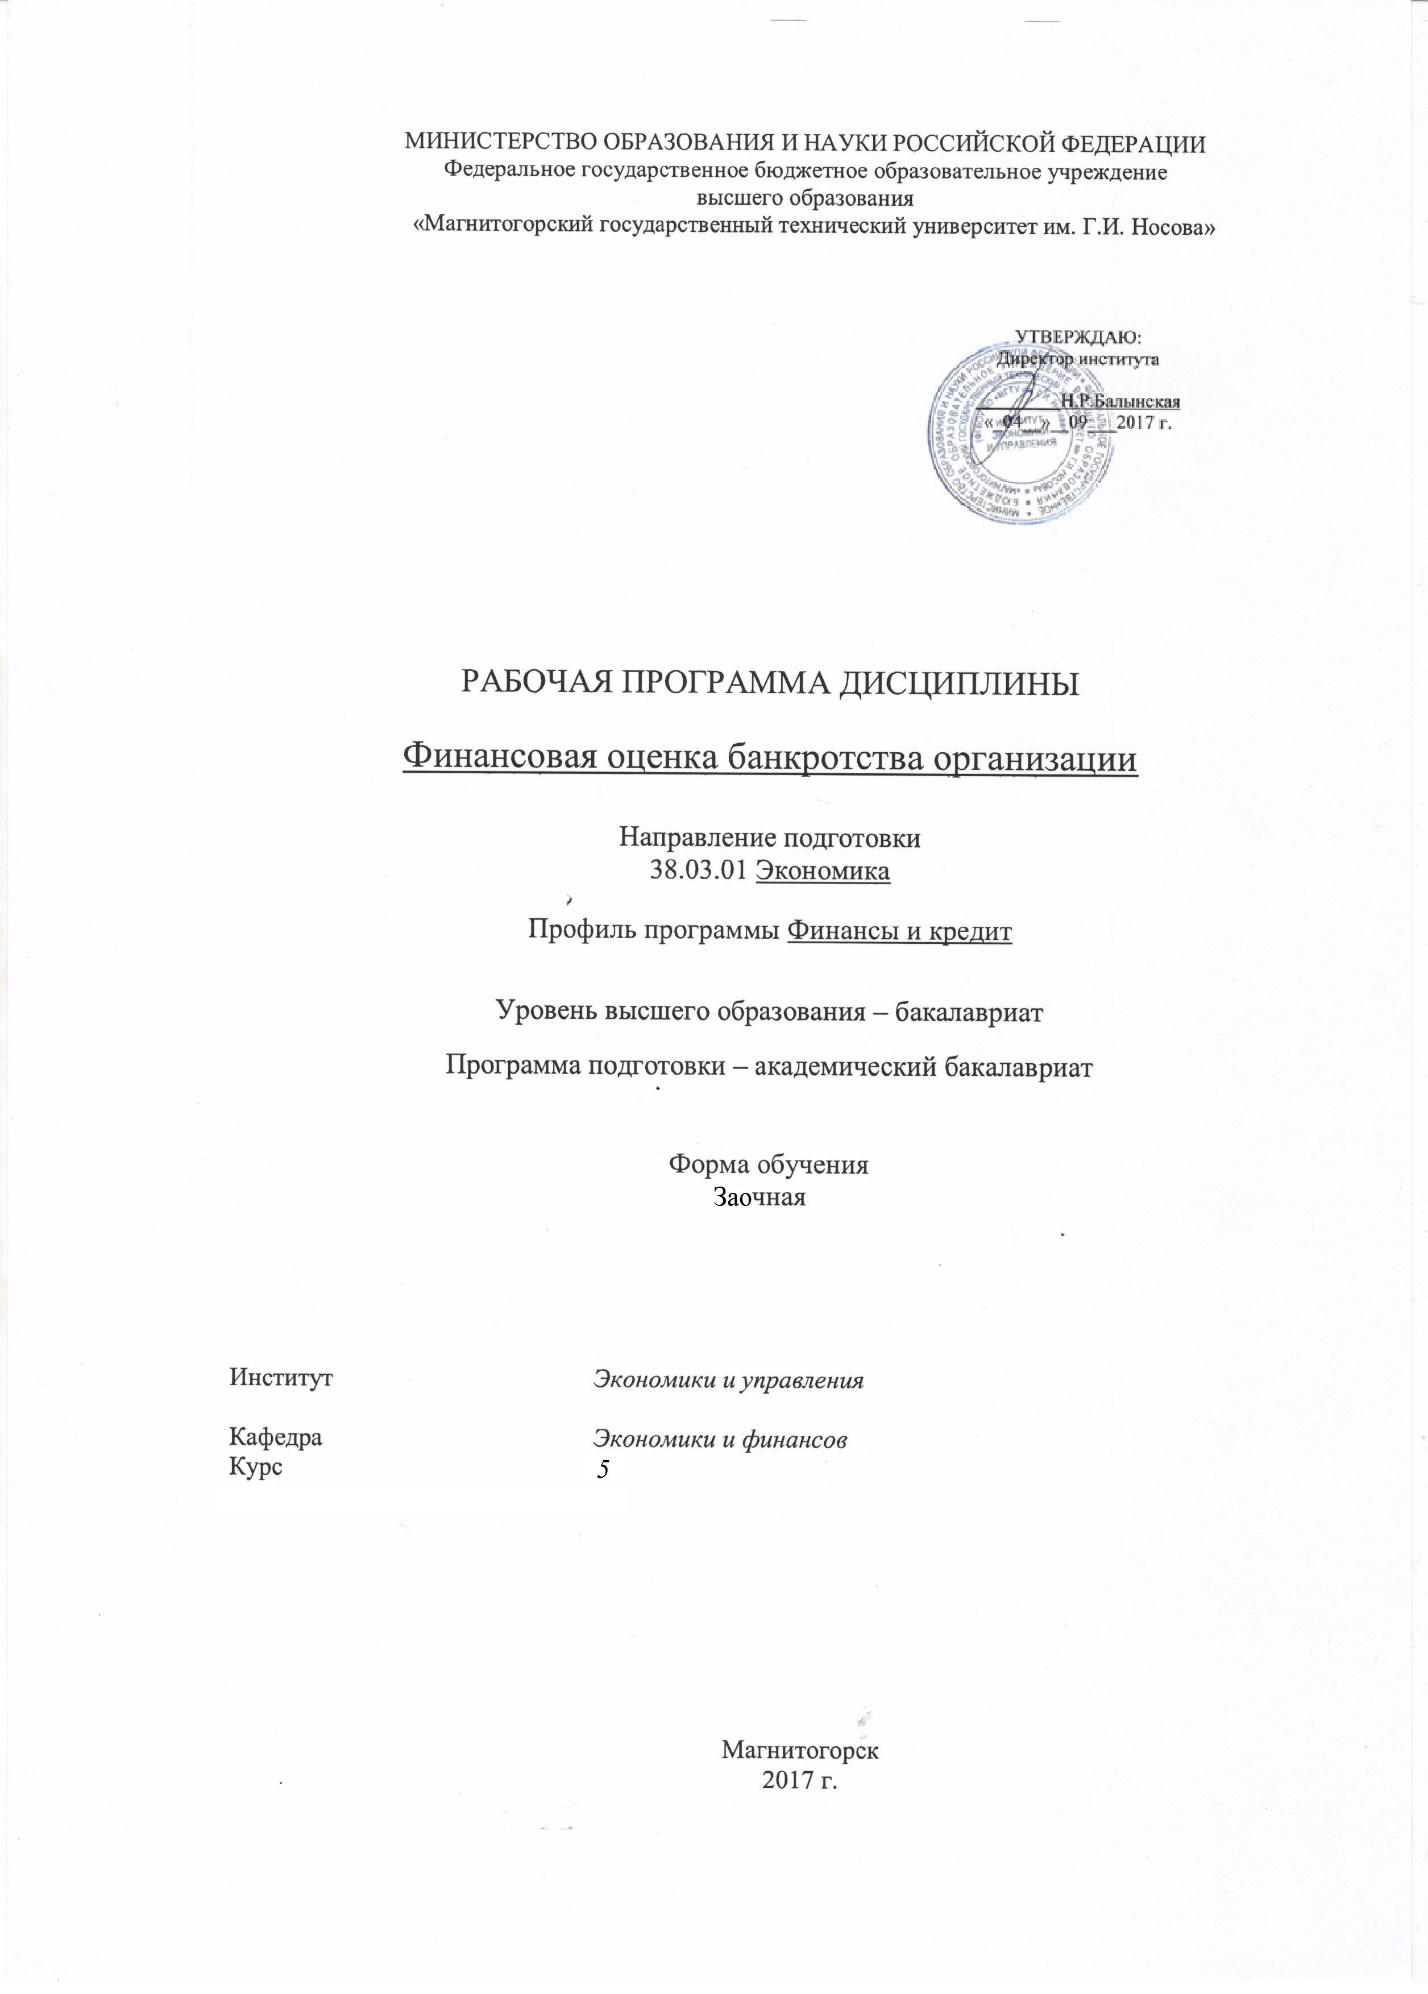 МИНИСТЕРСТВО ОБРАЗОВАНИЯ И НАУКИ РОССИЙСКОЙ ФЕДЕРАЦИИ
Федеральное государственное бюджетное образовательное учреждение
высшего образования
«Магнитогорский государственный технический университет им. Г.И. Носова»
УТВЕРЖДАЮ:
Директор института
Н.Р.Балынская
« 04 » 09 2017 г.
ИНСТИТУТ
ЭКОНОМИКИ
И УПРАВЛЕНИЯ
РАБОЧАЯ ПРОГРАММА ДИСЦИПЛИНЫ
Финансовая оценка банкротства организации
Направление подготовки
38.03.01 Экономика
Профиль программы Финансы и кредит
Уровень высшего образования – бакалавриат
Программа подготовки – академический бакалавриат
Форма обучения
Заочная
Институт Экономики и управления
Кафедра Экономики и финансов
Курс 5
Магнитогорск
2017 г.